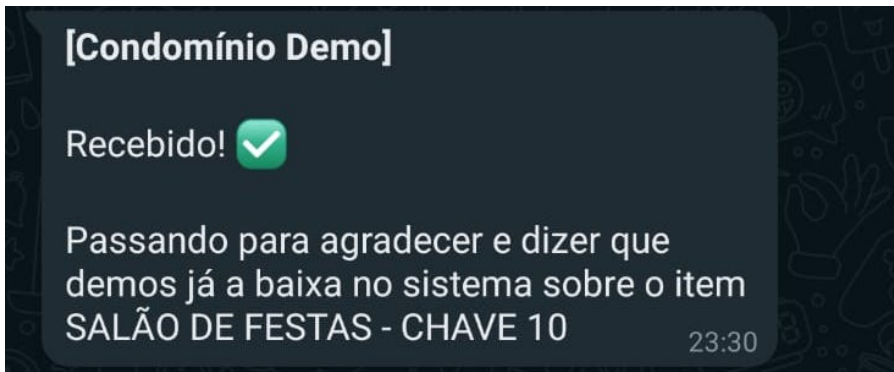 [Condomínio Demo]
Recebido! ✅
Passando para agradecer e dizer que
demos já a baixa no sistema sobre o item
SALÃO DE FESTAS - CHAVE 10
23:30